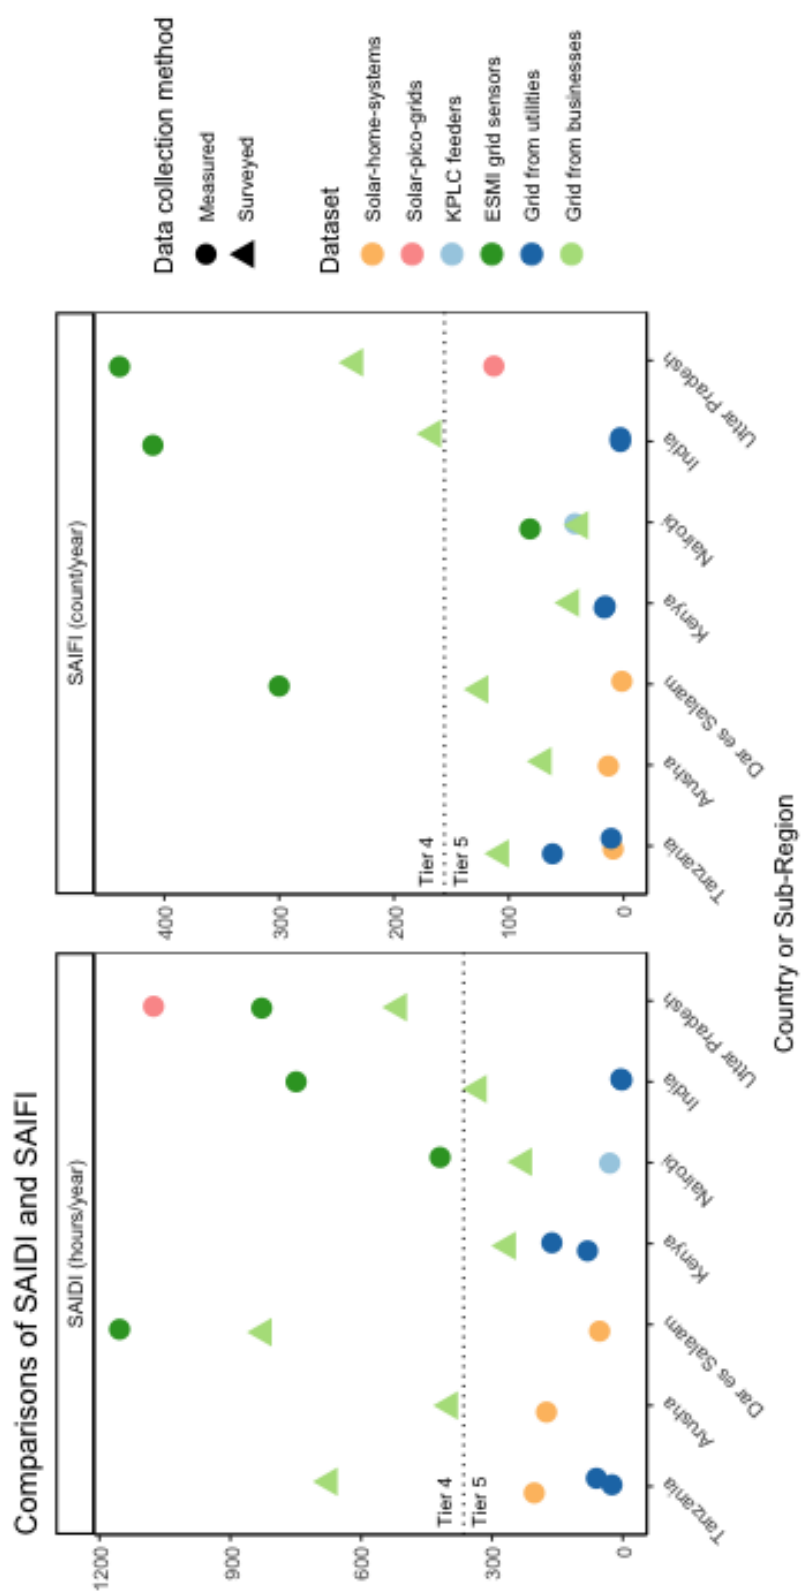 Comparisons of SAIDI and SAIFI
SAIDI (hours/year)
1200
900
600
300
0
Tier 4
Tier 5
Tanzania
Arusha
Dar es Salaam
Kenya
Nairobi
India
Uttar Pradesh
SAIFI (count/year)
400
300
200
100
0
Tier 4
Tier 5
Tanzania
Arusha
Dar es Salaam
Kenya
Nairobi
India
Uttar Pradesh
Country or Sub-Region
Data collection method
Measured
Surveyed
Dataset
Solar-home-systems
Solar-pico-grids
KPLC feeders
ESMI grid sensors
Grid from utilities
Grid from businesses